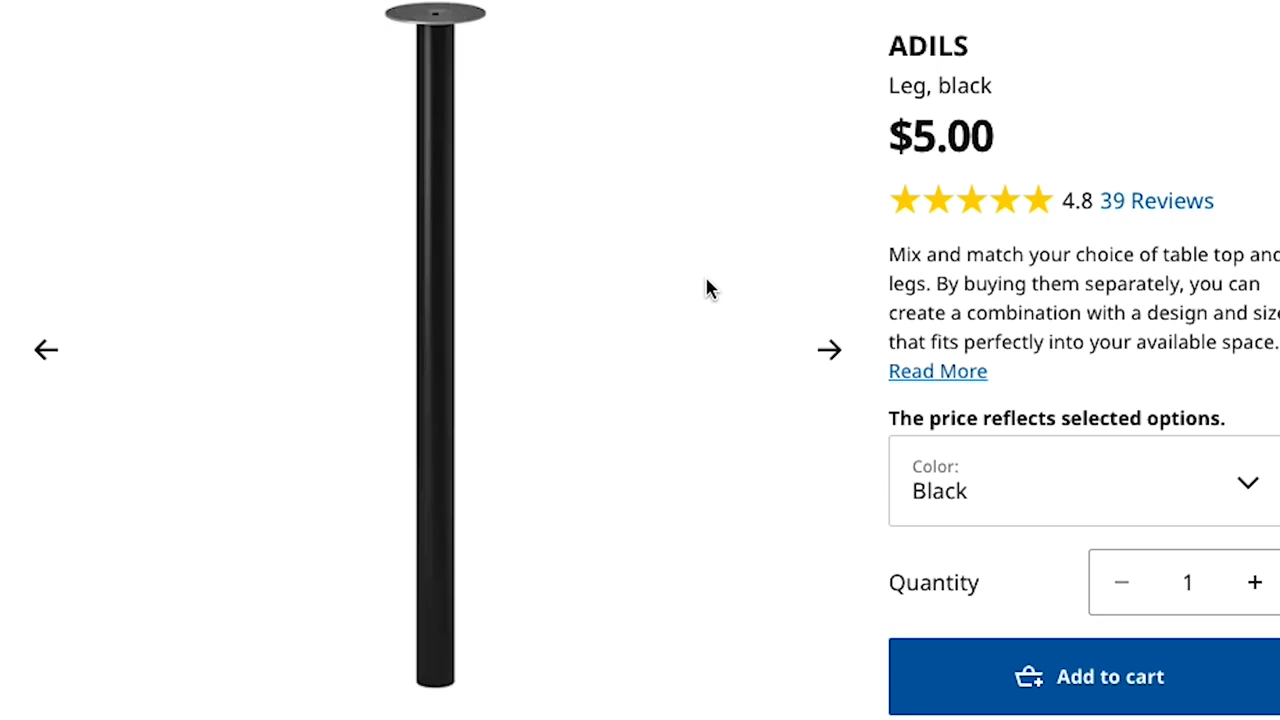 ADILS
Leg, black
$5.00
4.8 39 Reviews
Mix and match your choice of table top and
legs. By buying them separately, you can
create a combination with a design and size
that fits perfectly into your available space.
Read More
The price reflects selected options.
Color:
Black
Quantity
1
Add to cart